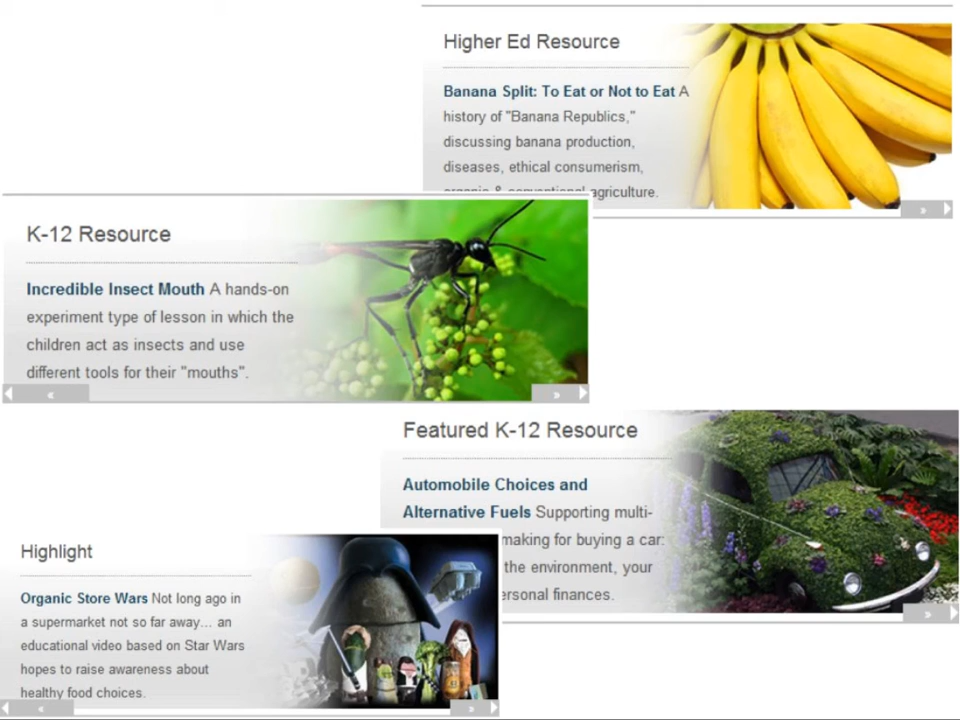 Higher Ed Resource
Banana Split: To Eat or Not to Eat A
history of "Banana Republics,"
discussing banana production,
diseases, ethical consumerism,
organic & conventional agriculture.
K-12 Resource
Incredible Insect Mouth A hands-on
experiment type of lesson in which the
children act as insects and use
different tools for their "mouths".
Featured K-12 Resource
Automobile Choices and
Alternative Fuels Supporting multi-
making for buying a car:
the environment, your
ersonal finances.
Highlight
Organic Store Wars Not long ago in
a supermarket not so far away... an
educational video based on Star Wars
hopes to raise awareness about
healthy food choices.